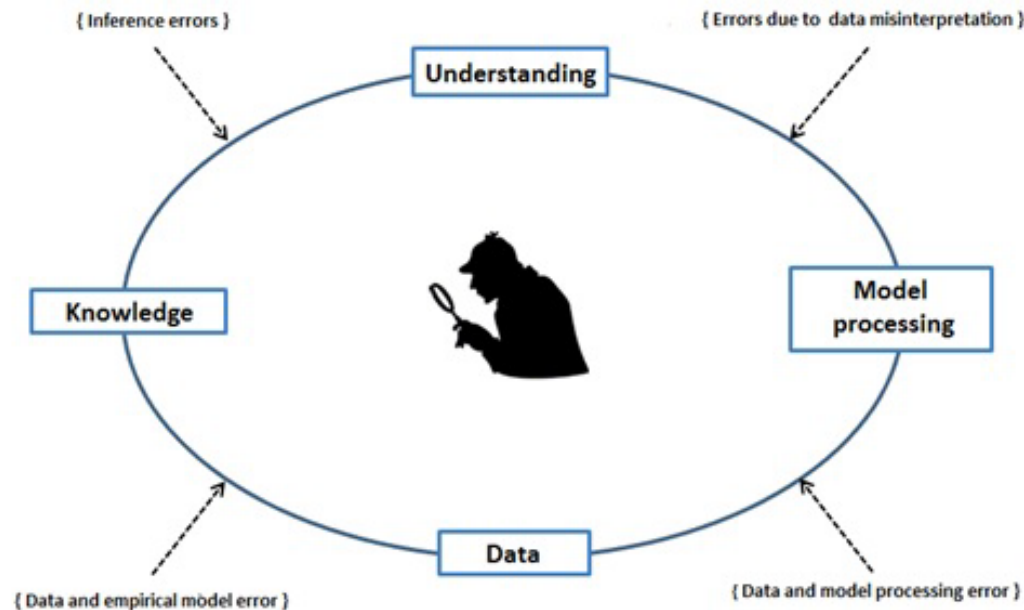 { Inference errors }
{ Errors due to data misinterpretation }
Understanding
Knowledge
Model
processing
Data
{ Data and empirical model error }
{ Data and model processing error }